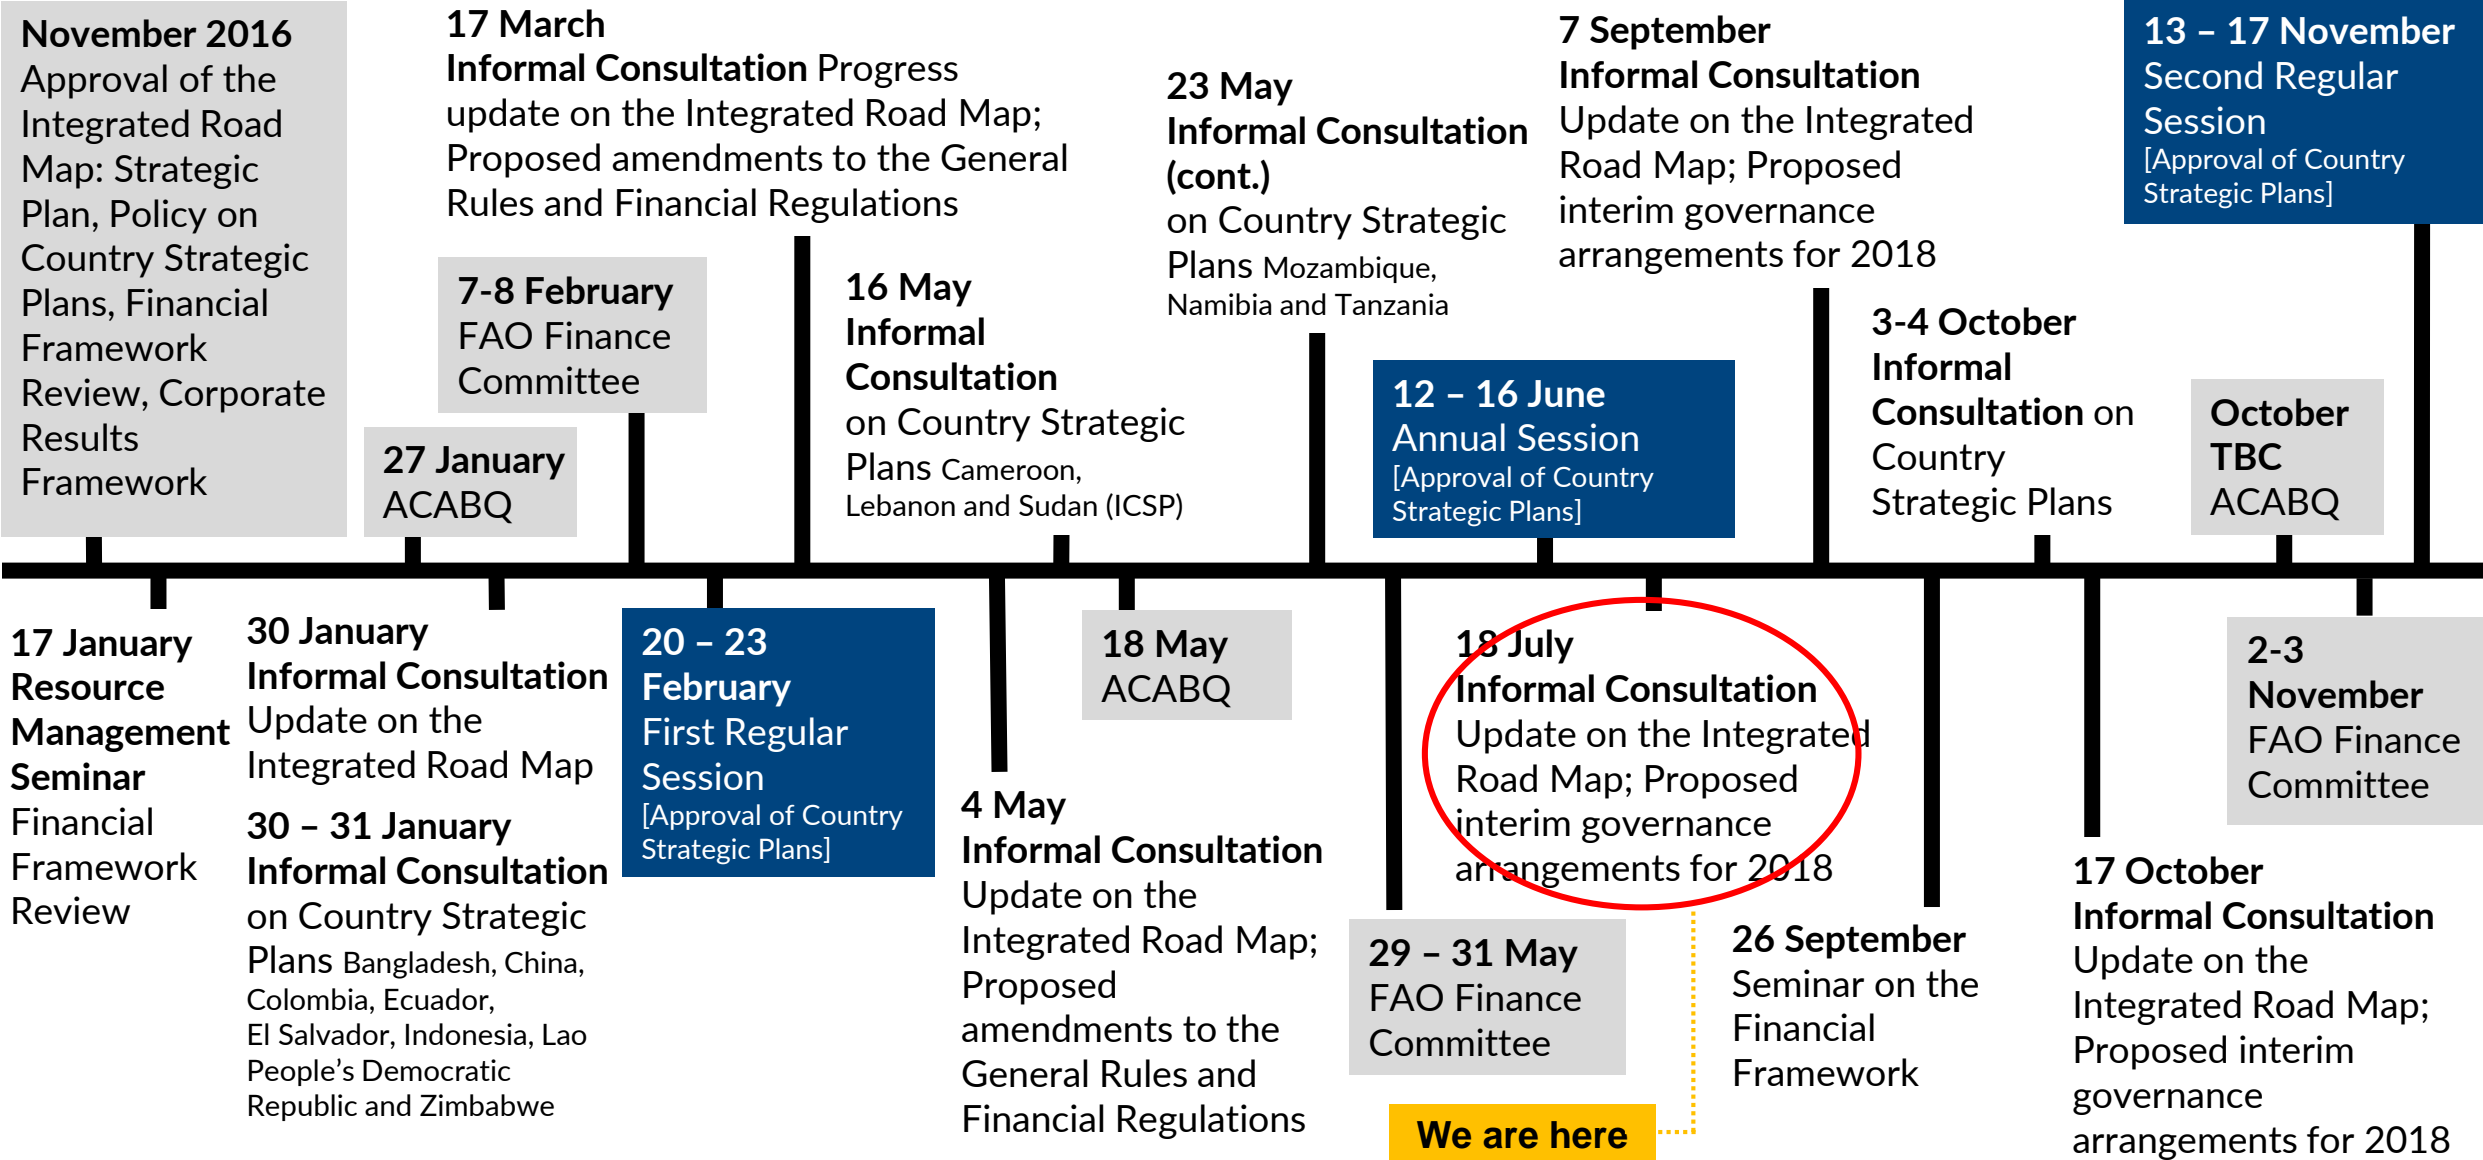 November 2016
Approval of the
Integrated Road
Map: Strategic
Plan, Policy on
Country Strategic
Plans, Financial
Framework
Review, Corporate
Results
Framework
17 January
Resource
Management
Seminar
Financial
Framework
Review
27 January
ACABQ
30 January
Informal Consultation
Update on the
Integrated Road Map
30 – 31 January
Informal Consultation
on Country Strategic
Plans Bangladesh, China,
Colombia, Ecuador,
El Salvador, Indonesia, Lao
People’s Democratic
Republic and Zimbabwe
7-8 February
FAO Finance
Committee
20 – 23
February
First Regular
Session
[Approval of Country
Strategic Plans]
17 March
Informal Consultation Progress
update on the Integrated Road Map;
Proposed amendments to the General
Rules and Financial Regulations
4 May
Informal Consultation
Update on the
Integrated Road Map;
Proposed
amendments to the
General Rules and
Financial Regulations
16 May
Informal
Consultation
on Country Strategic
Plans Cameroon,
Lebanon and Sudan (ICSP)
18 May
ACABQ
23 May
Informal Consultation
(cont.)
on Country Strategic
Plans Mozambique,
Namibia and Tanzania
29 – 31 May
FAO Finance
Committee
12 – 16 June
Annual Session
[Approval of Country
Strategic Plans]
18 July
Informal Consultation
Update on the Integrated
Road Map; Proposed
interim governance
arrangements for 2018
We are here
7 September
Informal Consultation
Update on the Integrated
Road Map; Proposed
interim governance
arrangements for 2018
26 September
Seminar on the
Financial
Framework
3-4 October
Informal
Consultation on
Country
Strategic Plans
17 October
Informal Consultation
Update on the
Integrated Road Map;
Proposed interim
governance
arrangements for 2018
October
TBC
ACABQ
2-3
November
FAO Finance
Committee
13 – 17 November
Second Regular
Session
[Approval of Country
Strategic Plans]